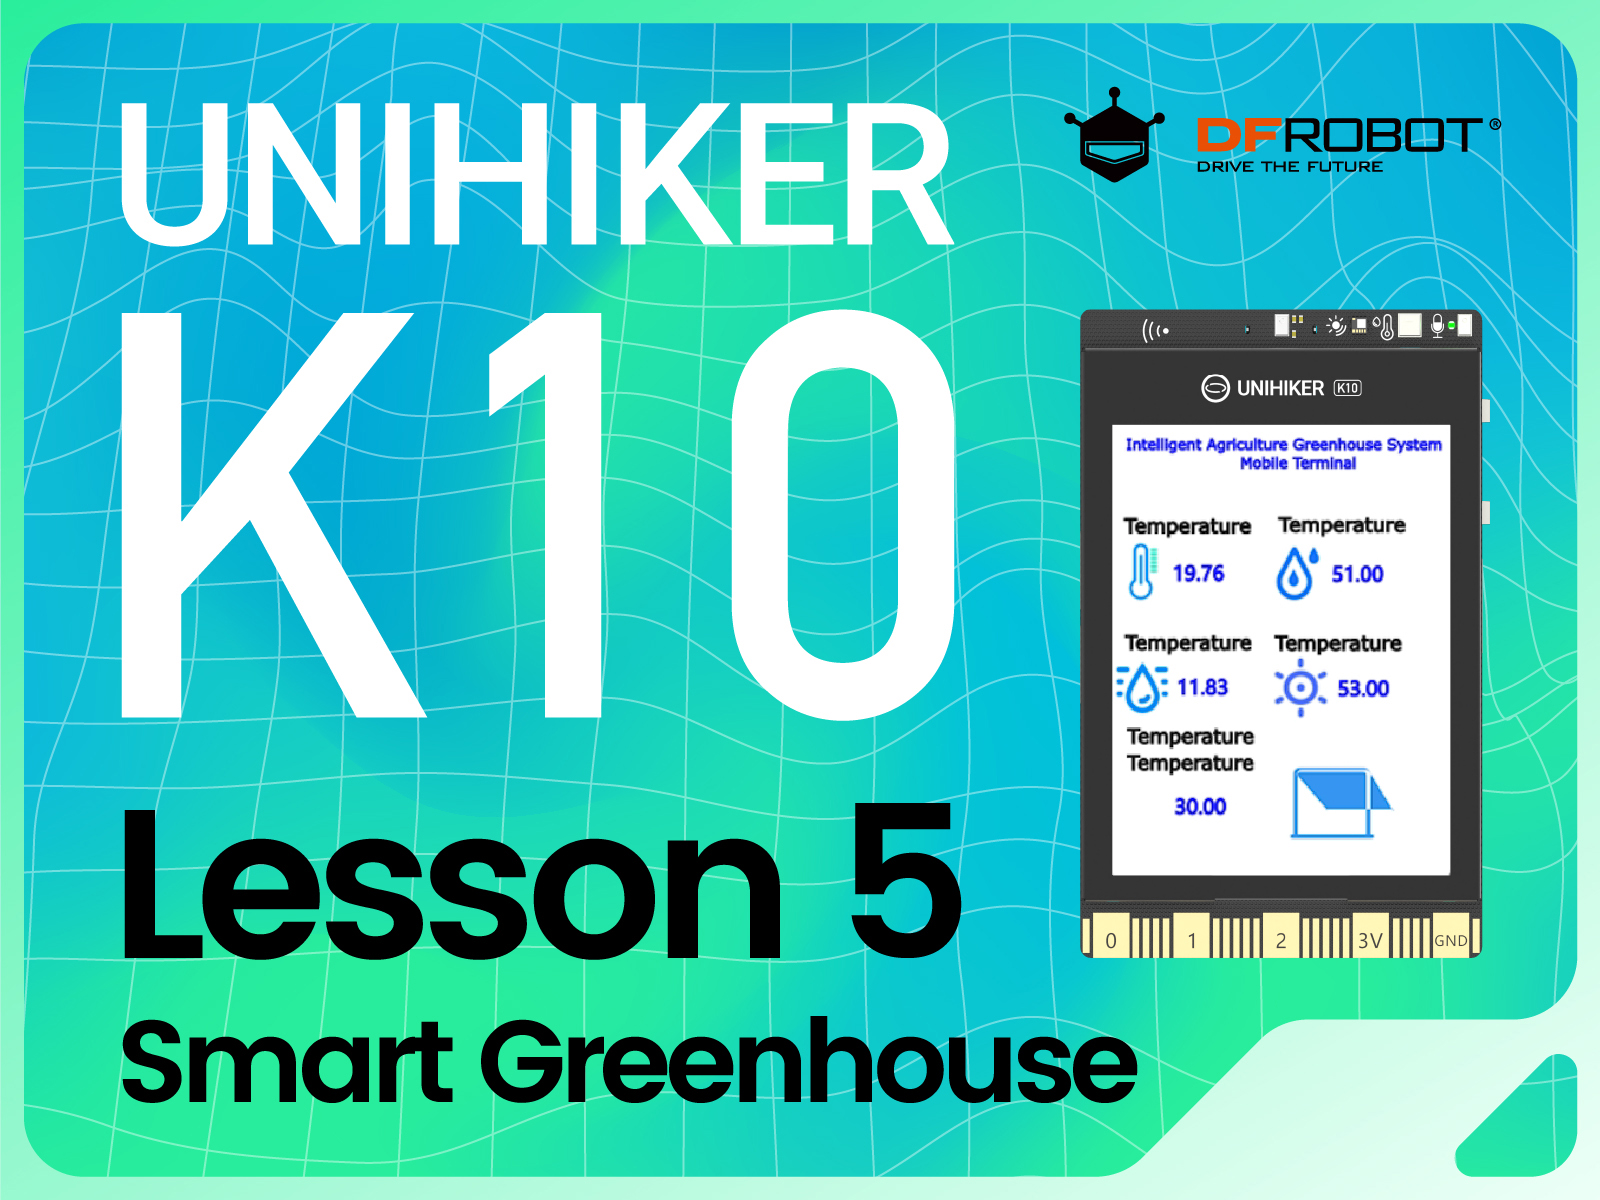 UNIHIKER
K10
Lesson 5
Smart Greenhouse
DFROBOT®
DRIVE THE FUTURE
UNIHIKER K10
Intelligent Agriculture Greenhouse System
Mobile Terminal
Temperature Temperature
19.76 51.00
Temperature Temperature
11.83 53.00
Temperature
Temperature
30.00
0 1 2 3V GND